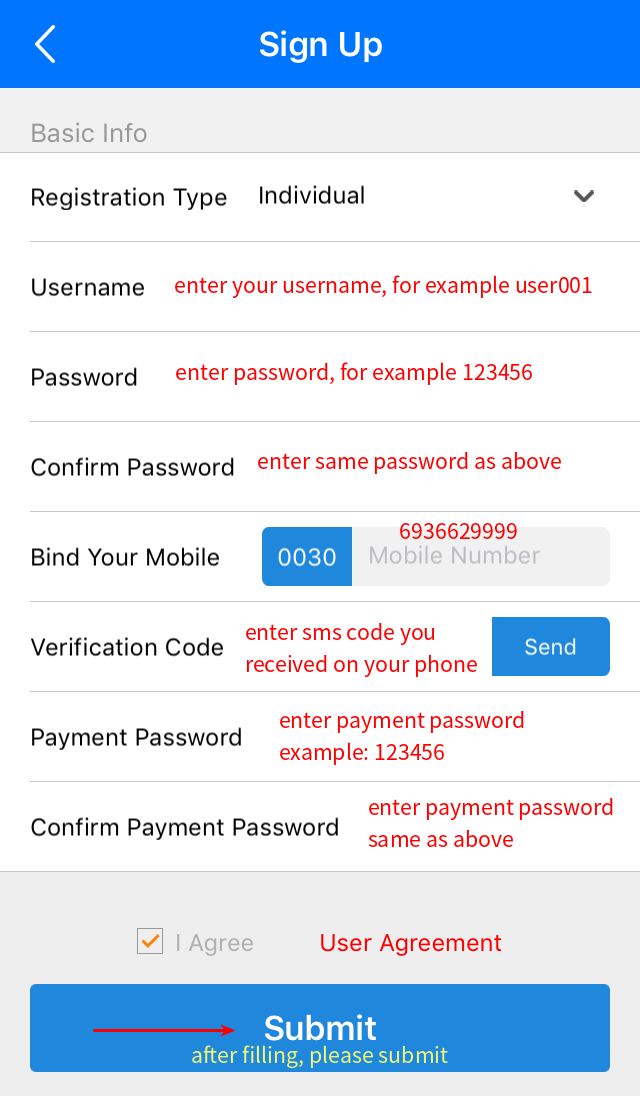 Sign Up
Basic Info
Registration Type Individual
Username enter your username, for example user001
Password enter password, for example 123456
Confirm Password enter same password as above
6936629999
Bind Your Mobile 0030 Mobile Number
enter sms code you
Verification Code Send
received on your phone
enter payment password
Payment Password
example: 123456
enter payment password
Confirm Payment Password
same as above
I Agree User Agreement
Submit
after filling, please submit